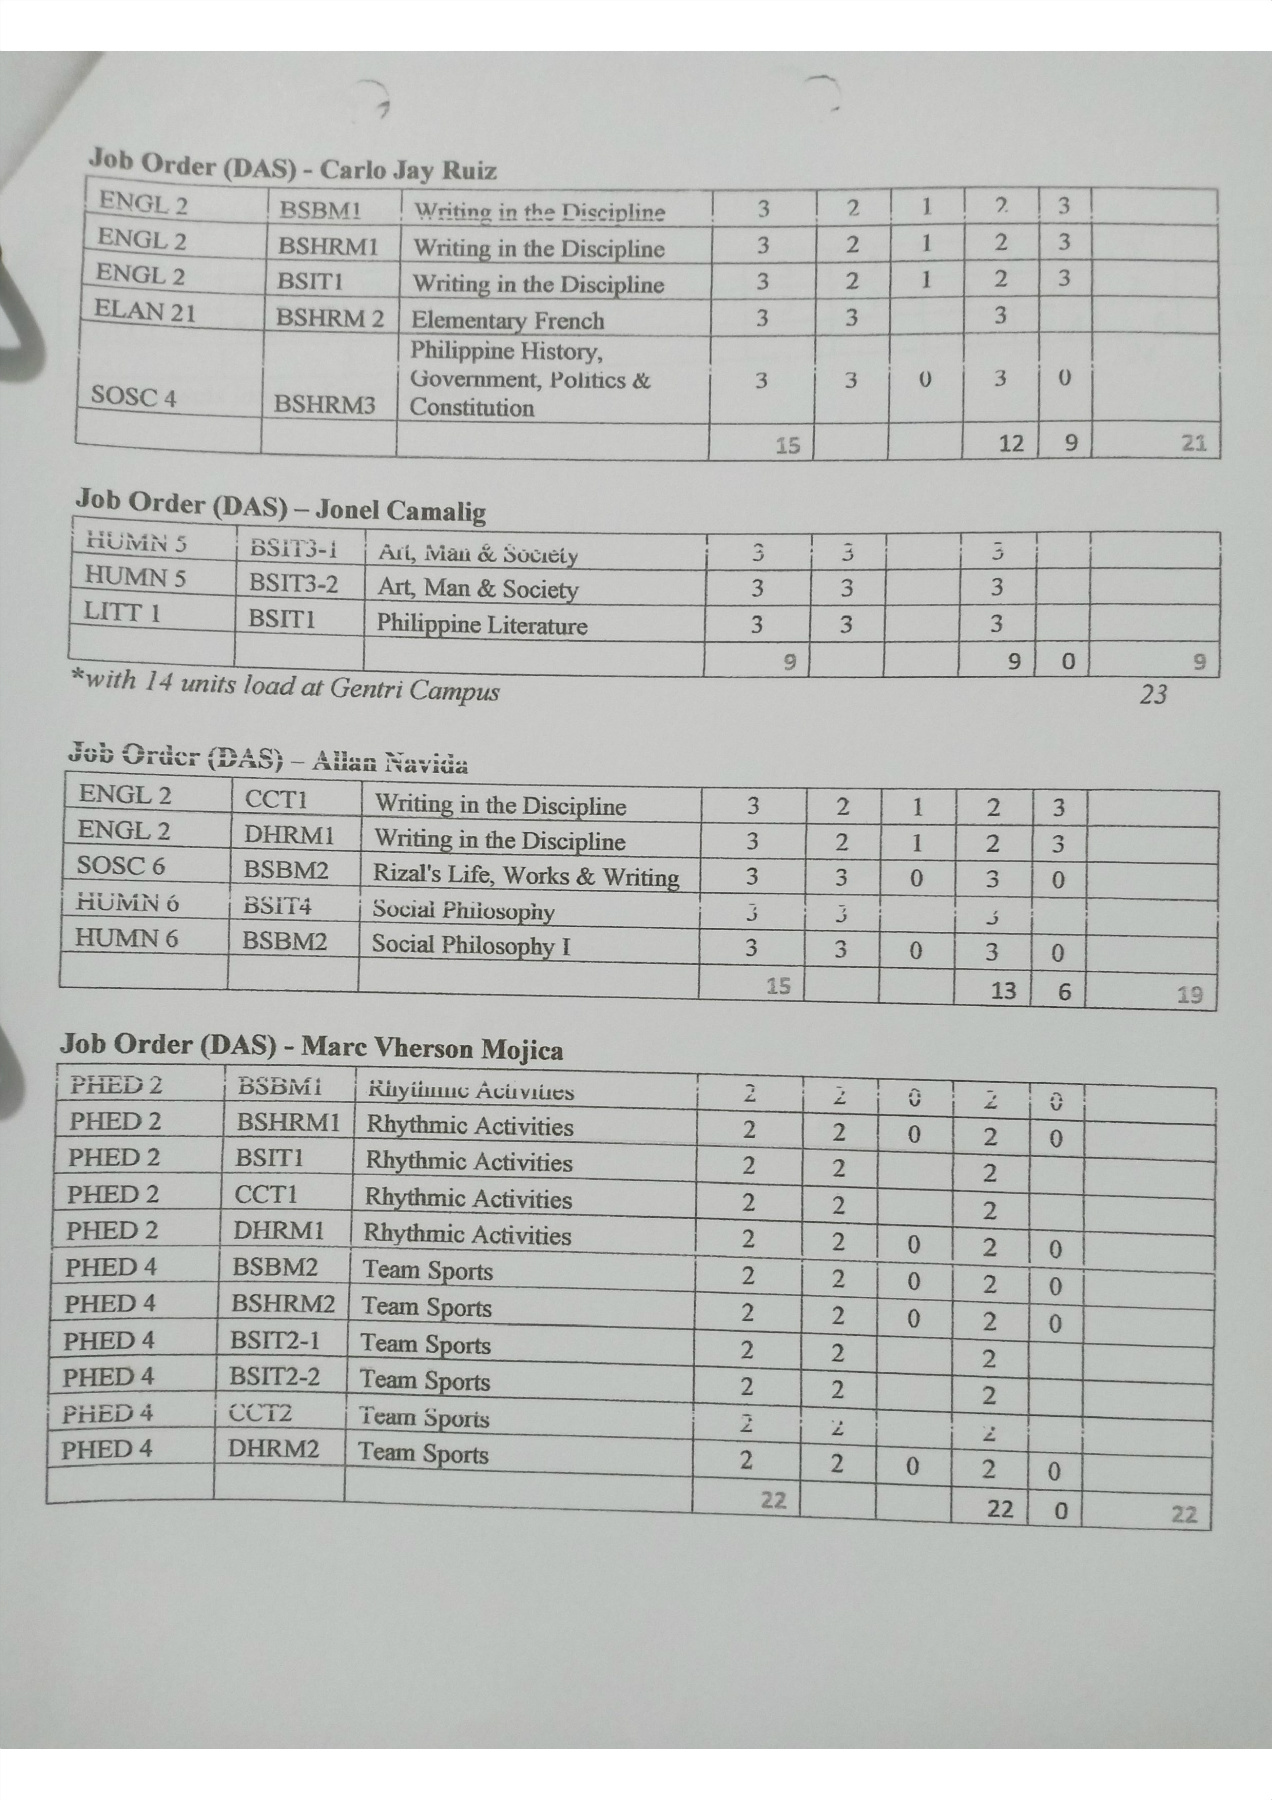 Job Order (DAS) - Carlo Jay Ruiz
ENGL 2 BSBM1 Writing in the Discipline 3 2 1 2 3
ENGL 2 BSHRM1 Writing in the Discipline 3 2 1 2 3
ENGL 2 BSIT1 Writing in the Discipline 3 2 1 2 3
ELAN 21 BSHRM 2 Elementary French 3 3 3
SOSC 4 BSHRM3 Philippine History,
Government, Politics &
Constitution 3 3 0 3 0
15 12 9 21
Job Order (DAS) – Jonel Camalig
HUMN 5 BSIT3-1 Art, Man & Society 3 3 3
HUMN 5 BSIT3-2 Art, Man & Society 3 3 3
LITT 1 BSIT1 Philippine Literature 3 3 3
9 9 0 9
*with 14 units load at Gentri Campus 23
Job Order (DAS) – Allan Navida
ENGL 2 CCT1 Writing in the Discipline 3 2 1 2 3
ENGL 2 DHRM1 Writing in the Discipline 3 2 1 2 3
SOSC 6 BSBM2 Rizal's Life, Works & Writing 3 3 0 3 0
HUMN 6 BSIT4 Social Philosophy 3 3 3
HUMN 6 BSBM2 Social Philosophy I 3 3 0 3 0
15 13 6 19
Job Order (DAS) - Marc Vherson Mojica
PHED 2 BSBM1 Rhythmic Activities 2 2 0 2 0
PHED 2 BSHRM1 Rhythmic Activities 2 2 0 2 0
PHED 2 BSIT1 Rhythmic Activities 2 2 2
PHED 2 CCT1 Rhythmic Activities 2 2 2
PHED 2 DHRM1 Rhythmic Activities 2 2 0 2 0
PHED 4 BSBM2 Team Sports 2 2 0 2 0
PHED 4 BSHRM2 Team Sports 2 2 0 2 0
PHED 4 BSIT2-1 Team Sports 2 2 2
PHED 4 BSIT2-2 Team Sports 2 2 2
PHED 4 CCT2 Team Sports 2 2 2
PHED 4 DHRM2 Team Sports 2 2 0 2 0
22 22 0 22